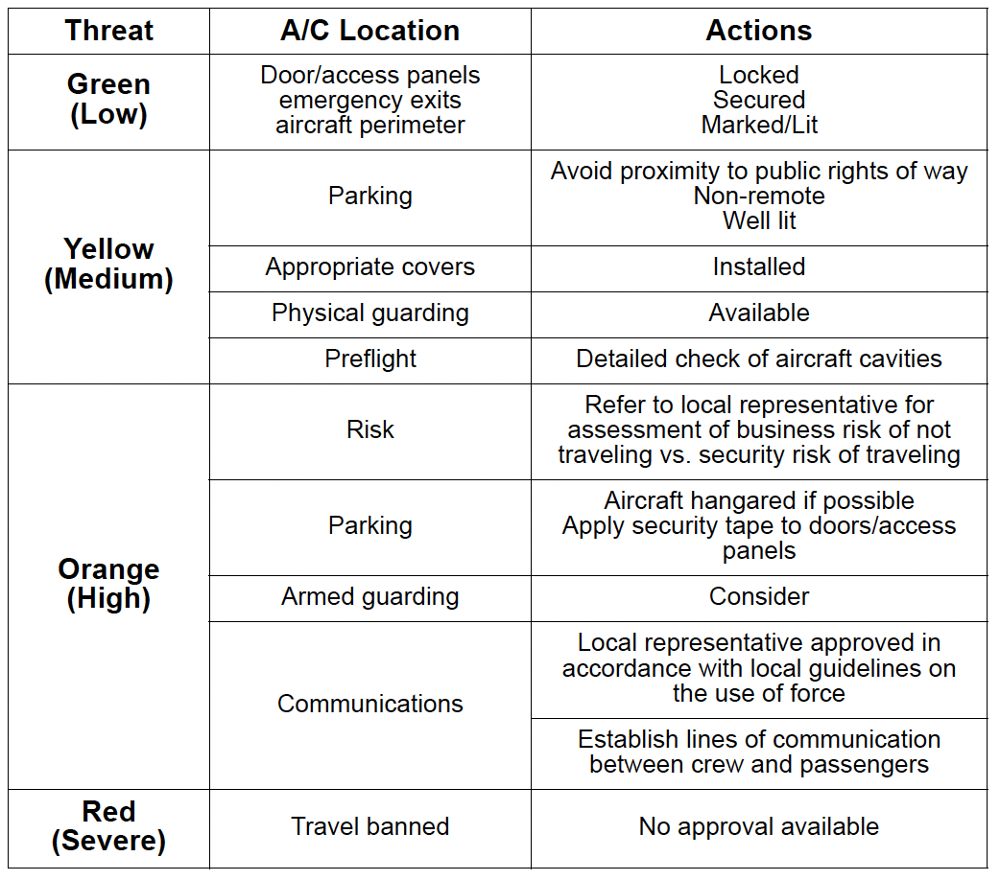 Threat
A/C Location
Actions
Green
(Low)
Door/access panels
emergency exits
aircraft perimeter
Locked
Secured
Marked/Lit
Yellow
(Medium)
Parking
Avoid proximity to public rights of way
Non-remote
Well lit
Appropriate covers
Installed
Physical guarding
Available
Preflight
Detailed check of aircraft cavities
Orange
(High)
Risk
Refer to local representative for
assessment of business risk of not
traveling vs. security risk of traveling
Parking
Aircraft hangared if possible
Apply security tape to doors/access
panels
Armed guarding
Consider
Communications
Local representative approved in
accordance with local guidelines on
the use of force
Establish lines of communication
between crew and passengers
Red
(Severe)
Travel banned
No approval available